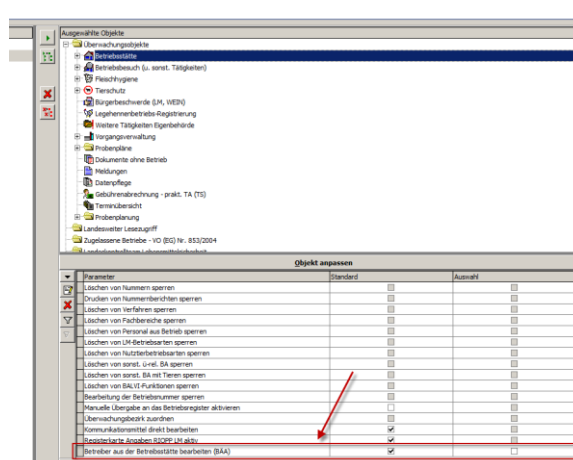 Ausgewählte Objekte
Überwachungsobjekte
Betriebsstätte
Betriebsbesuch (u. sonst. Tätigkeiten)
Fleischhygiene
Tierschutz
Bürgerbeschwerde (LM, WEIN)
Legehennenbetriebs-Registrierung
Weitere Tätigkeiten Eigenbehörde
Vorgangsverwaltung
Probenpläne
Dokumente ohne Betrieb
Meldungen
Datenpflege
Gebührenabrechnung - prakt. TA (TS)
Terminübersicht
Probenplanung
Landesweiter Lesezugriff
Zugelassene Betriebe - VO (EG) Nr. 853/2004
Objekt anpassen
Parameter Standard Auswahl
Löschen von Nummern sperren
Drucken von Nummernberichten sperren
Löschen von Verfahren sperren
Löschen von Fachbereiche sperren
Löschen von Personal aus Betrieb sperren
Löschen von LM-Betriebsarten sperren
Löschen von Nutztierbetriebsarten sperren
Löschen von sonst. ü-rel. BA sperren
Löschen von sonst. BA mit Tieren sperren
Löschen von BALVI-Funktionen sperren
Bearbeitung der Betriebsnummer sperren
Manuelle Übergabe an das Betriebsregister aktivieren
Überwachungsbezirk zuordnen
Kommunikationsmittel direkt bearbeiten
Registerkarte Angaben RIOPP LM aktiv
Betreiber aus der Betreibsstätte bearbeiten (BÄA)